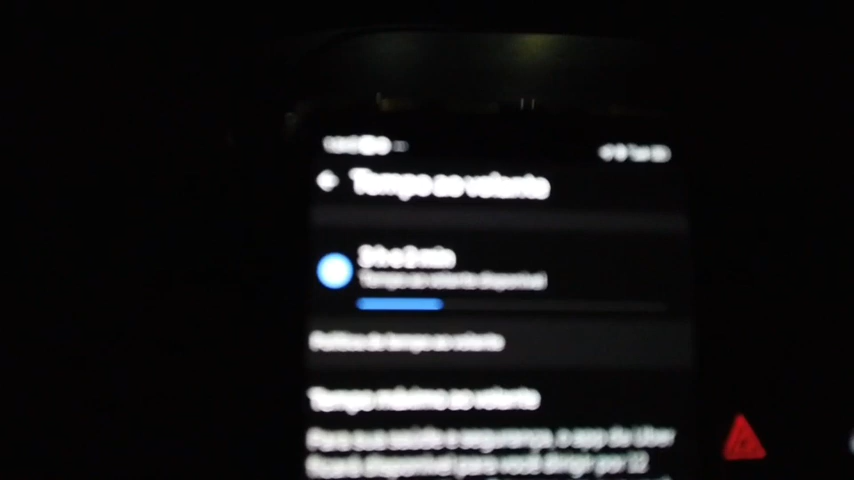 Tempo ao volante
Tempo ao volante disponível
Política de tempo ao volante
Tempo máximo ao volante
Para sua saúde e segurança, o app da Uber
ficará disponível para você dirigir por 12